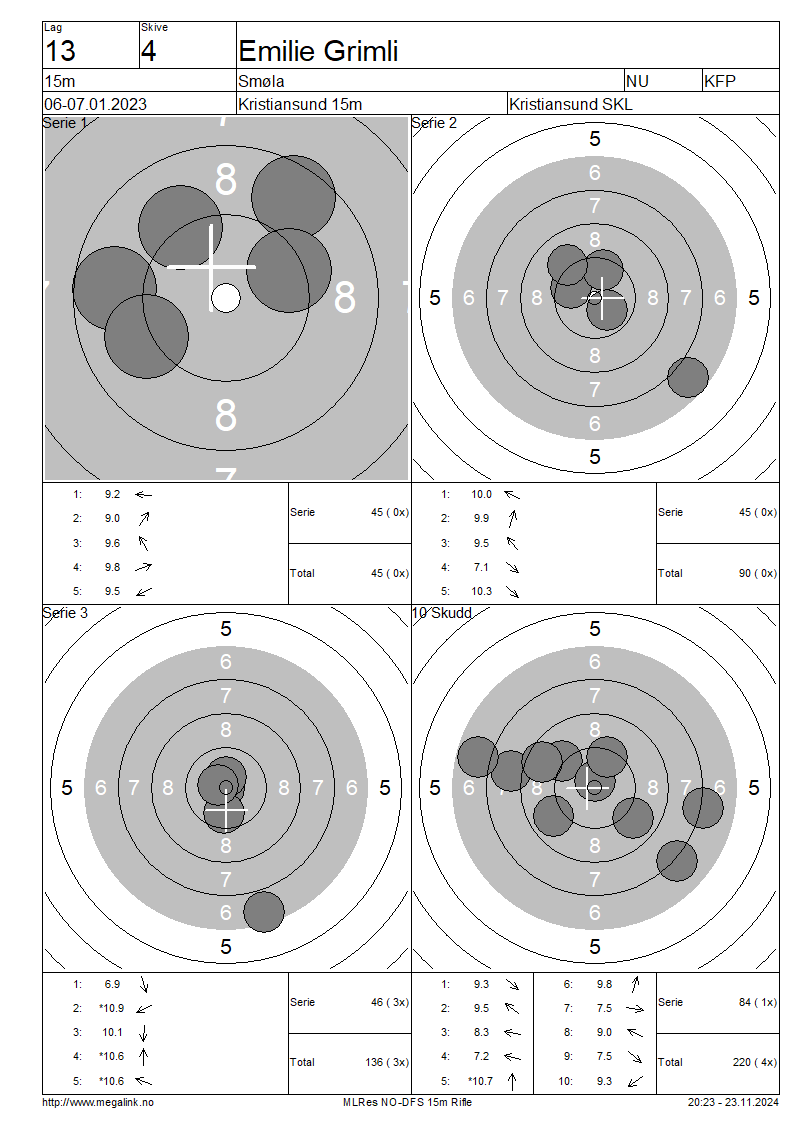 Lag
Skive
13
4
Emilie Grimli
15m
Smøla
NU
KFP
06-07.01.2023
Kristiansund 15m
Kristiansund SKL
Serie 1
7
8
7
8
7
8
7
Serie 2
5
6
7
8
5 6 7 8 8 7 6 5
8
7
6
5
1: 9.2
2: 9.0
3: 9.6
4: 9.8
5: 9.5
Serie 45 ( 0x)
Total 45 ( 0x)
1: 10.0
2: 9.9
3: 9.5
4: 7.1
5: 10.3
Serie 45 ( 0x)
Total 90 ( 0x)
Serie 3
5
6
7
8
5 6 7 8 8 7 6 5
8
7
6
5
10 Skudd
5
6
7
8
5 6 7 8 8 7 6 5
8
7
6
5
1: 6.9
2: *10.9
3: 10.1
4: *10.6
5: *10.6
Serie 46 ( 3x)
Total 136 ( 3x)
1: 9.3
2: 9.5
3: 8.3
4: 7.2
5: *10.7
6: 9.8
7: 7.5
8: 9.0
9: 7.5
10: 9.3
Serie 84 ( 1x)
Total 220 ( 4x)
http://www.megalink.no
MLRes NO-DFS 15m Rifle
20:23 - 23.11.2024